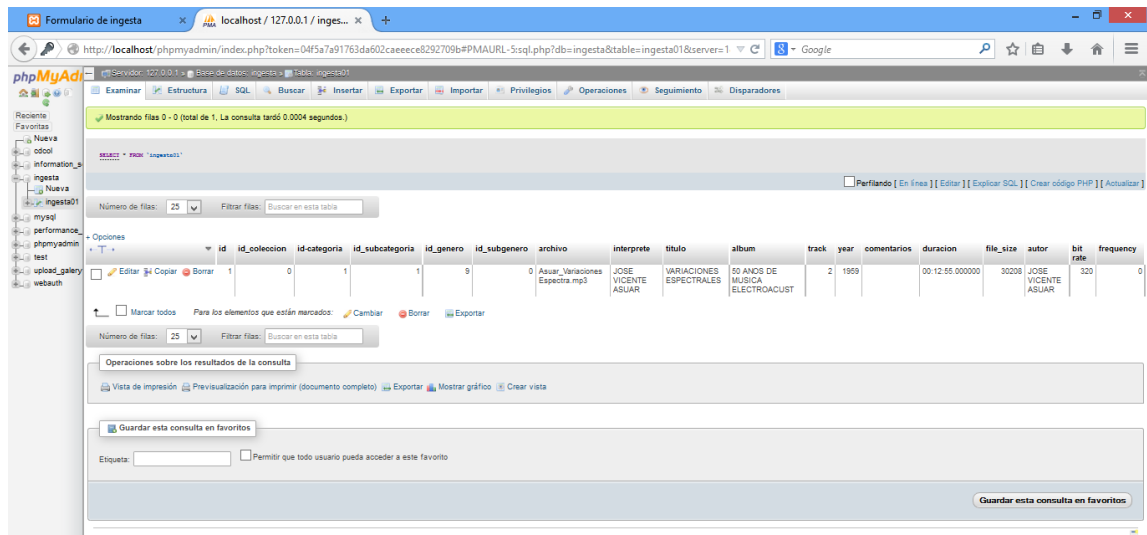 Formulario de ingesta
localhost / 127.0.0.1 / inges...
http://localhost/phpmyadmin/index.php?token=04f5a7a91763da602caeeece8292709b#PMAURL-5:sql.php?db=ingesta&table=ingesta01&server=1
Google
phpMyAd
Servidor: 127.0.0.1 » Base de datos: ingesta » Tabla: ingesta01
Examinar Estructura SQL Buscar Insertar Exportar Importar Privilegios Operaciones Seguimiento Disparadores
Reciente
Favoritas
Nueva
cdcol
information_s
ingesta
Nueva
ingesta01
mysql
performance_
phpmyadmin
test
upload_galery
webauth
Mostrando filas 0 - 0 (total de 1, La consulta tardó 0.0004 segundos.)
SELECT * FROM `ingesta01`
Perfilando [ En línea ] [ Editar ] [ Explicar SQL ] [ Crear código PHP ] [ Actualizar ]
Número de filas: 25 Filtrar filas: Buscar en esta tabla
+ Opciones
id id_coleccion id-categoria id_subcategoria id_genero id_subgenero archivo interprete titulo album track year comentarios duracion file_size autor bit rate frequency
Editar Copiar Borrar 1 0 1 1 9 0 Asuar_Variaciones Espectra.mp3 JOSE VICENTE ASUAR VARIACIONES ESPECTRALES 50 ANOS DE MUSICA ELECTROACUST 2 1959 00:12:55.000000 30208 JOSE VICENTE ASUAR 320 0
Marcar todos Para los elementos que están marcados: Cambiar Borrar Exportar
Número de filas: 25 Filtrar filas: Buscar en esta tabla
Operaciones sobre los resultados de la consulta
Vista de impresión Previsualización para imprimir (documento completo) Exportar Mostrar gráfico Crear vista
Guardar esta consulta en favoritos
Etiqueta: Permitir que todo usuario pueda acceder a este favorito
Guardar esta consulta en favoritos